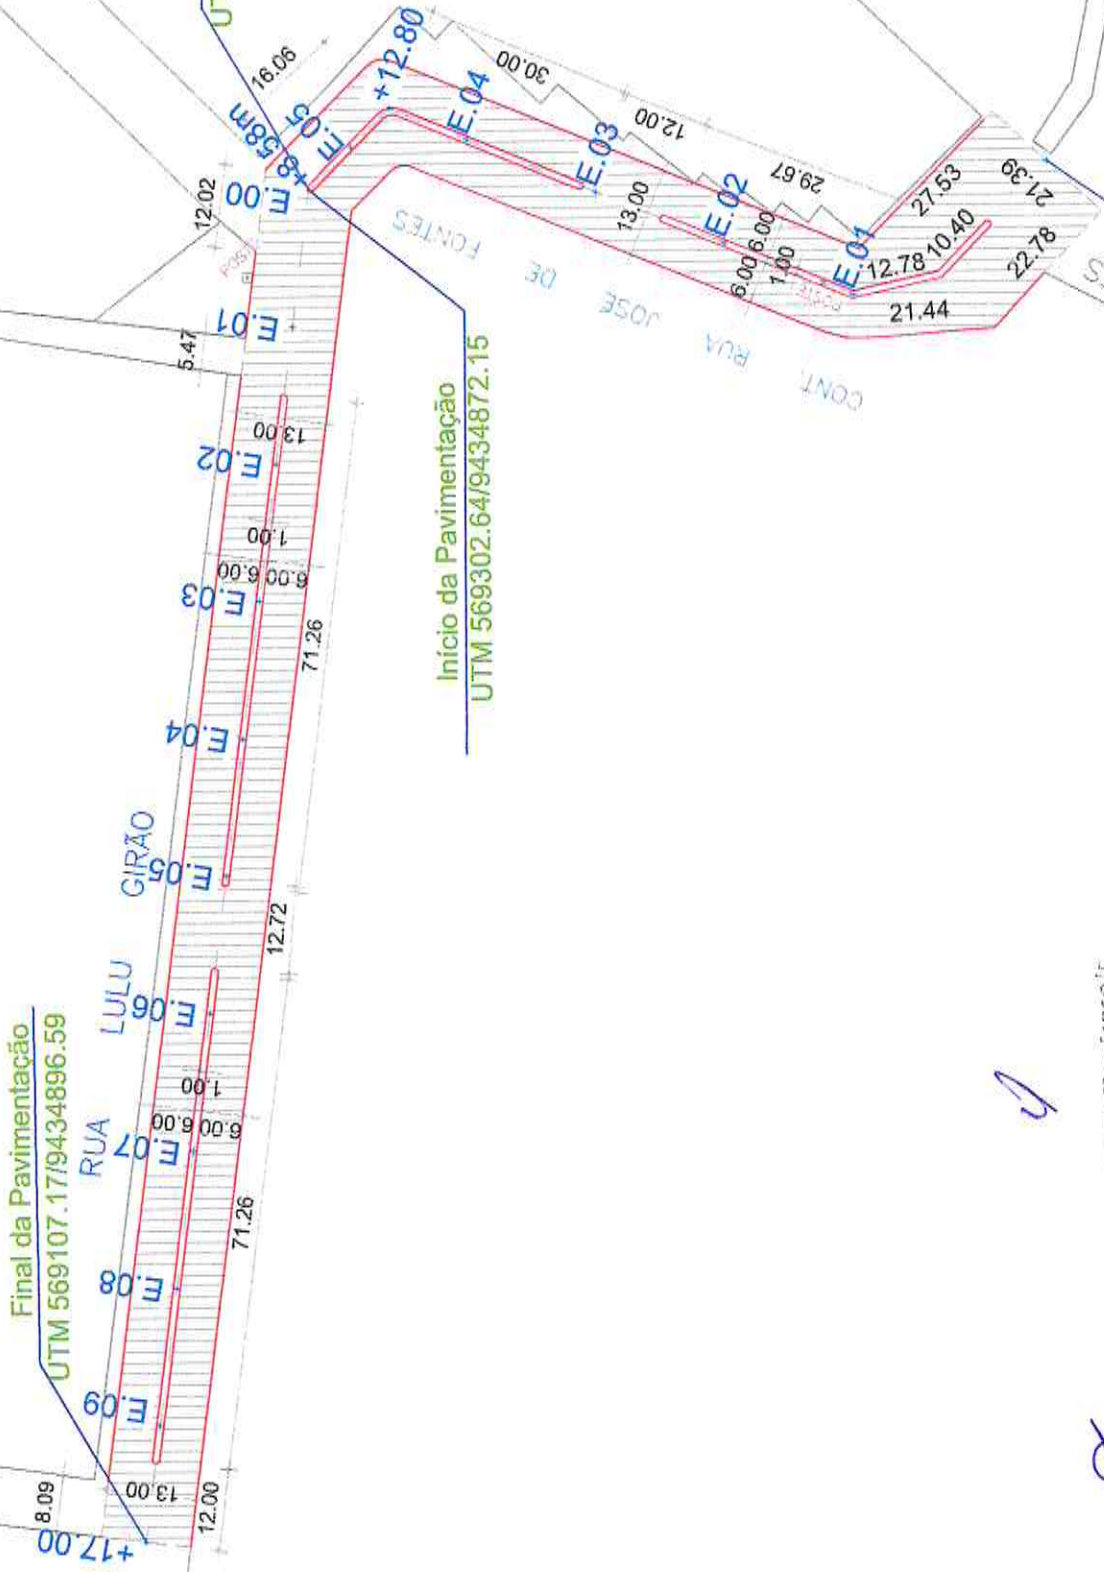 Final da Pavimentação
UTM 569107.17/9434896.59
Início da Pavimentação
UTM 569302.64/9434872.15
RUA LULU GIRÃO
CONT. RUA JOSE DE FONTES
+17.00
E.09
E.08
E.07
E.06
E.05
E.04
E.03
E.02
E.01
E.00
+8.58m
E.05
+12.80
E.04
E.03
E.02
E.01
8.09
13.00
12.00
71.26
6.00
6.00
1.00
12.72
71.26
6.00
6.00
1.00
13.00
5.47
12.02
16.06
30.00
12.00
29.67
13.00
6.00
6.00
1.00
POSTE
12.78
10.40
27.53
21.39
22.78
21.44